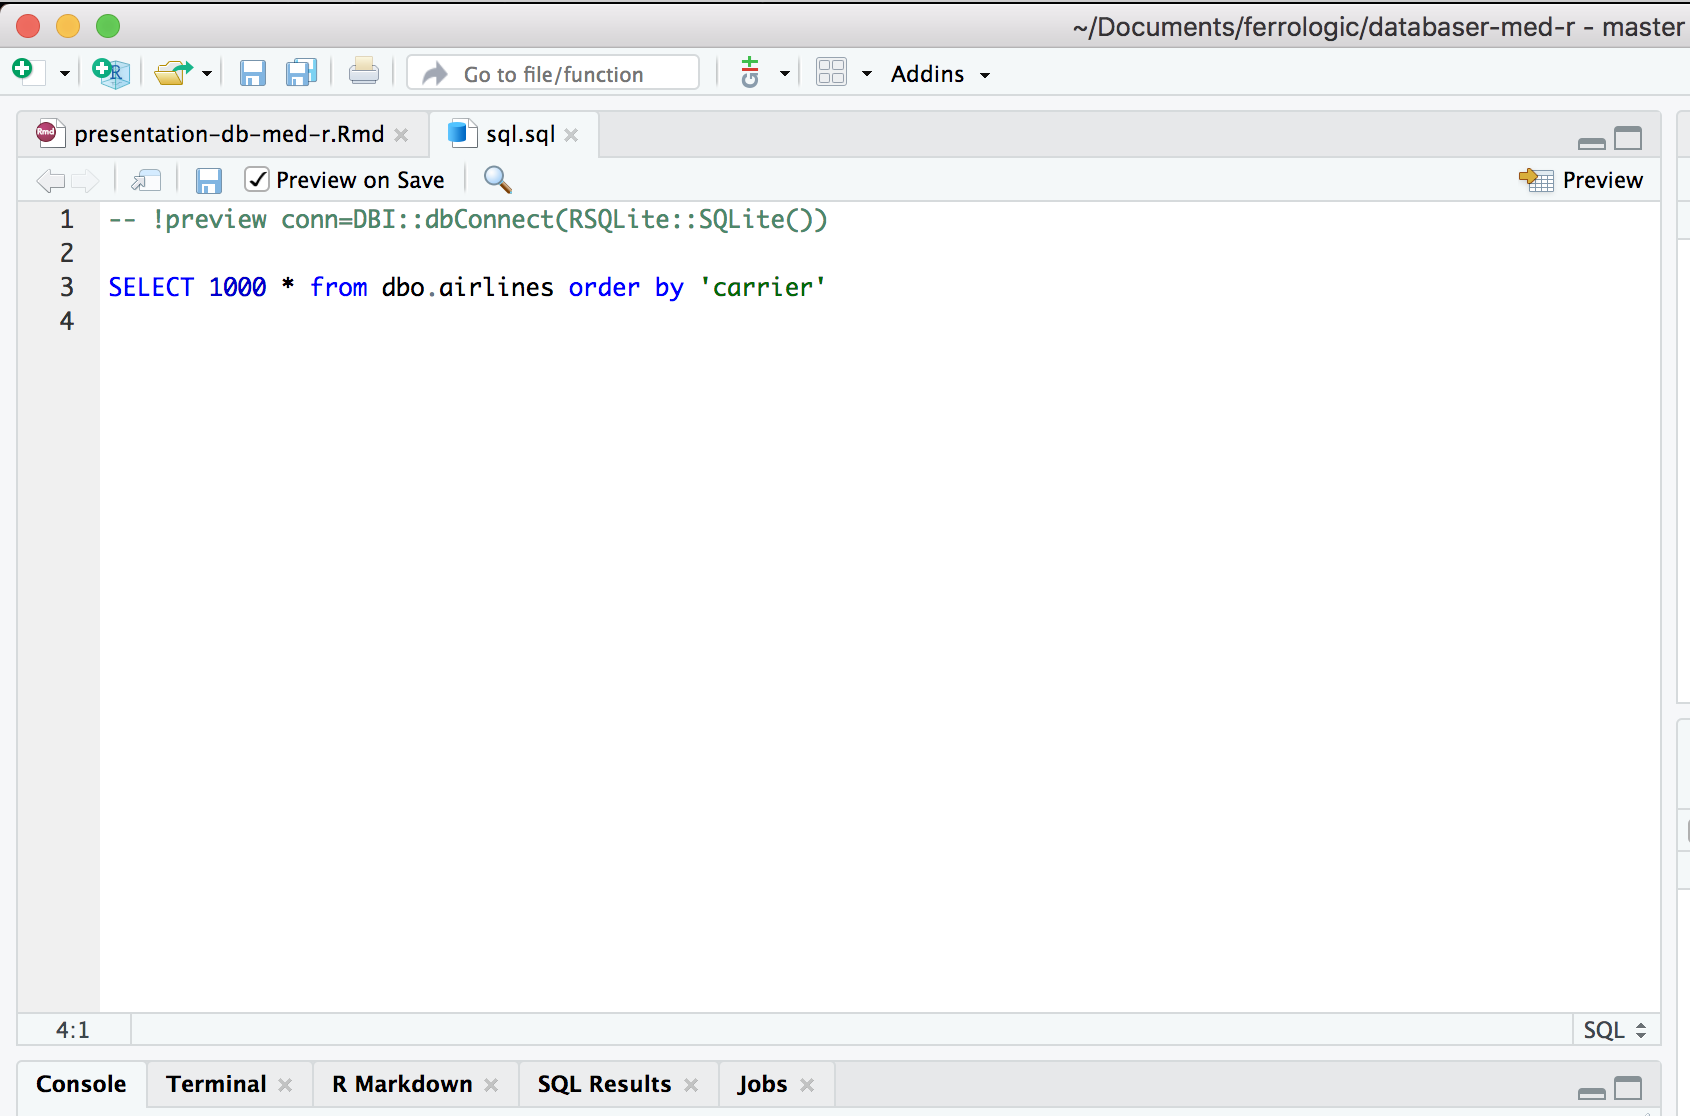 ~/Documents/ferrologic/databaser-med-r - master
R Go to file/function G Addins
Rmd presentation-db-med-r.Rmd sql.sql
Preview on Save Preview
1 -- !preview conn=DBI::dbConnect(RSQLite::SQLite())
2
3 SELECT 1000 * from dbo.airlines order by 'carrier'
4
4:1 SQL
Console Terminal R Markdown SQL Results Jobs